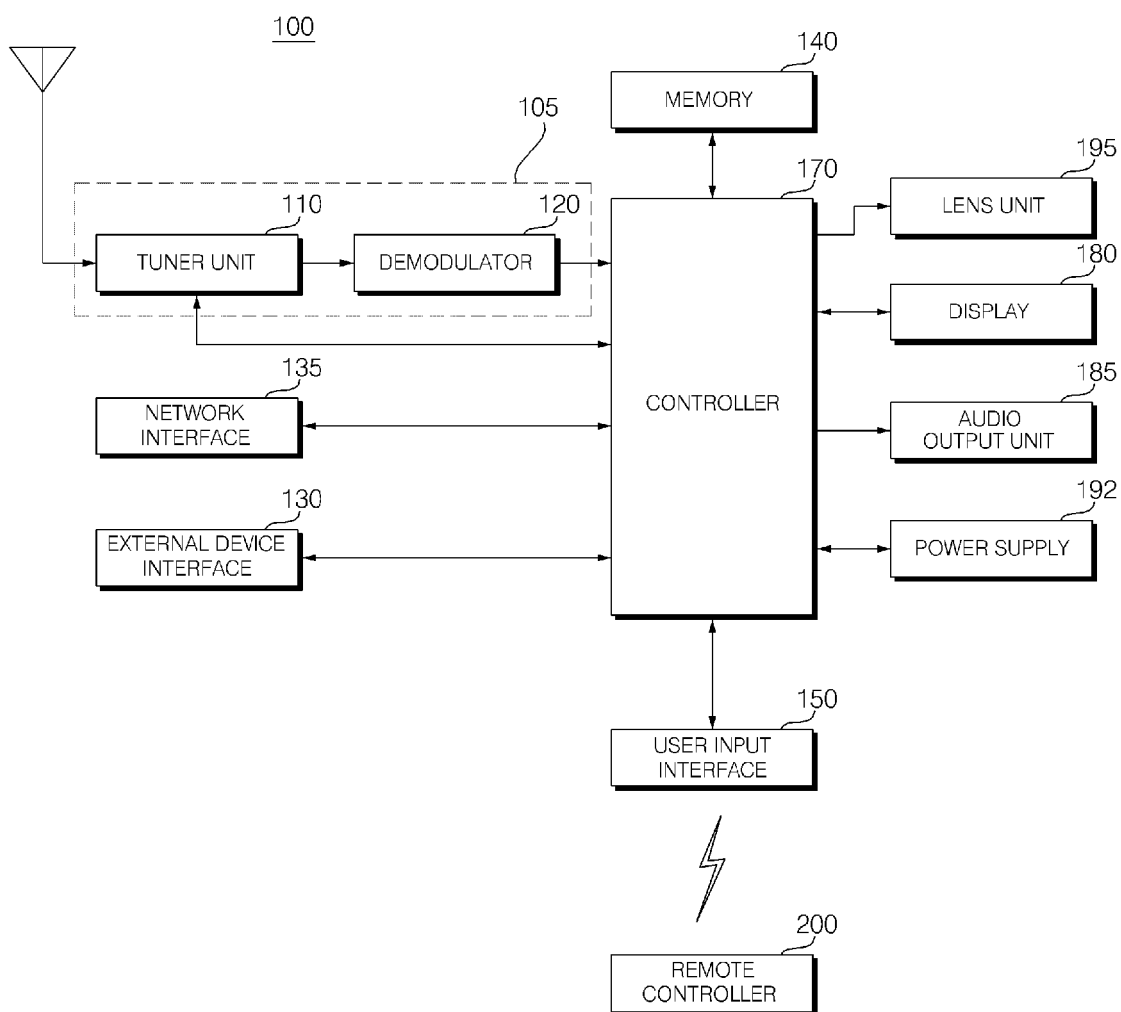 100
140
MEMORY
105
170
195
LENS UNIT
110
TUNER UNIT
120
DEMODULATOR
180
DISPLAY
135
NETWORK
INTERFACE
CONTROLLER
185
AUDIO
OUTPUT UNIT
130
EXTERNAL DEVICE
INTERFACE
192
POWER SUPPLY
150
USER INPUT
INTERFACE
200
REMOTE
CONTROLLER